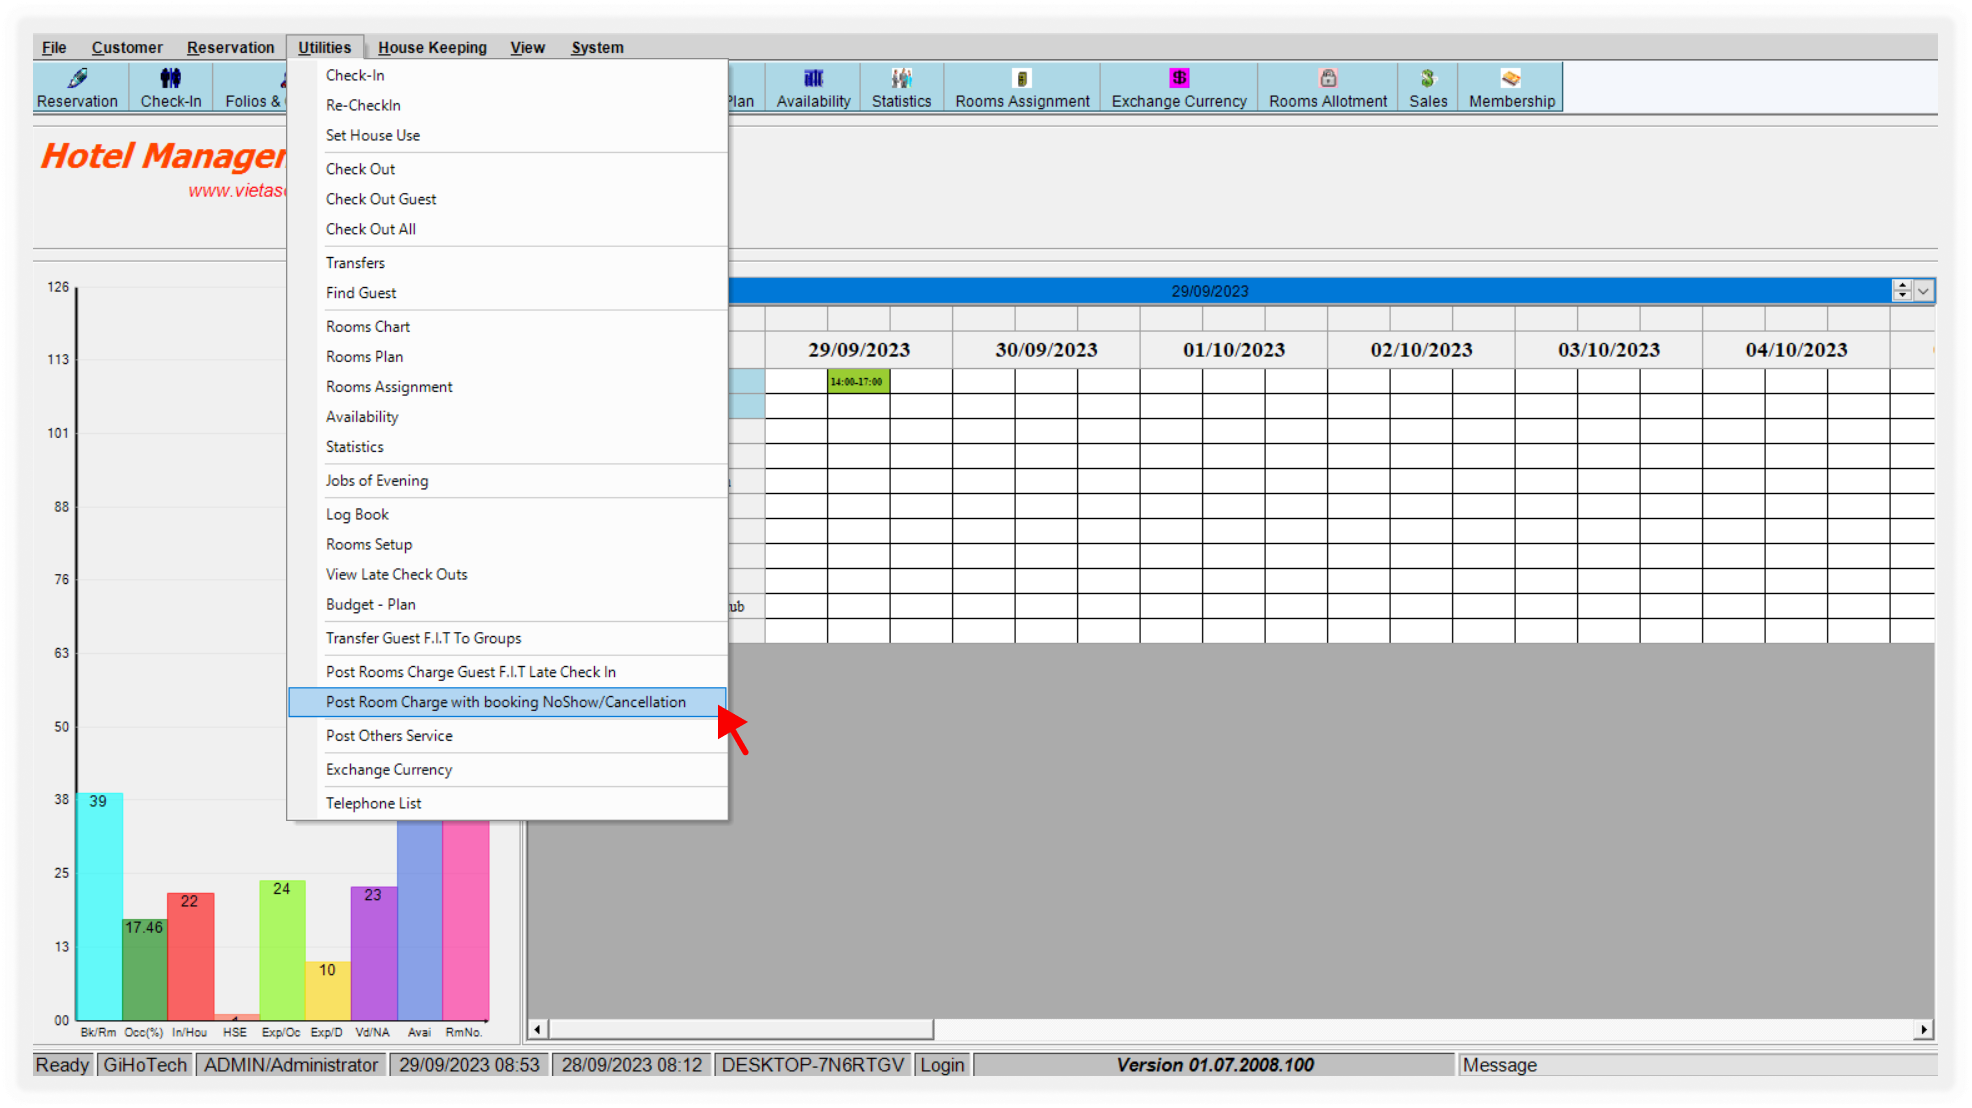 File Customer Reservation Utilities House Keeping View System
Reservation Check-In Folios & Plan Availability Statistics Rooms Assignment Exchange Currency Rooms Allotment Sales Membership
Hotel Manager
www.vietas
Check-In
Re-CheckIn
Set House Use
Check Out
Check Out Guest
Check Out All
Transfers
Find Guest
Rooms Chart
Rooms Plan
Rooms Assignment
Availability
Statistics
Jobs of Evening
Log Book
Rooms Setup
View Late Check Outs
Budget - Plan
Transfer Guest F.I.T To Groups
Post Rooms Charge Guest F.I.T Late Check In
Post Room Charge with booking NoShow/Cancellation
Post Others Service
Exchange Currency
Telephone List
29/09/2023
29/09/2023 30/09/2023 01/10/2023 02/10/2023 03/10/2023 04/10/2023
14:00-17:00
ub
126
113
101
88
76
63
50
38
25
13
00
39
17.46
22
24
10
23
Bk/Rm Occ(%) In/Hou HSE Exp/Oc Exp/D Vd/NA Avai RmNo.
Ready GiHoTech ADMIN/Administrator 29/09/2023 08:53 28/09/2023 08:12 DESKTOP-7N6RTGV Login Version 01.07.2008.100 Message